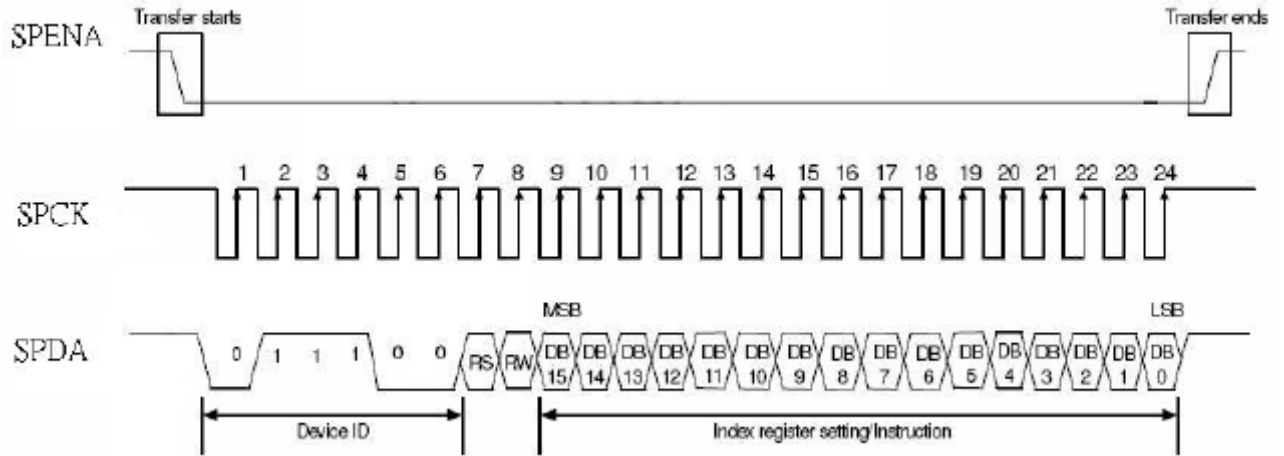 Transfer starts Transfer ends
SPENA
1 2 3 4 5 6 7 8 9 10 11 12 13 14 15 16 17 18 19 20 21 22 23 24
SPCK
MSB LSB
SPDA 0 1 1 1 0 0 RS RW DB DB DB DB DB DB DB DB DB DB DB DB DB DB DB DB
15 14 13 12 11 10 9 8 7 6 5 4 3 2 1 0
Device ID Index register setting/Instruction